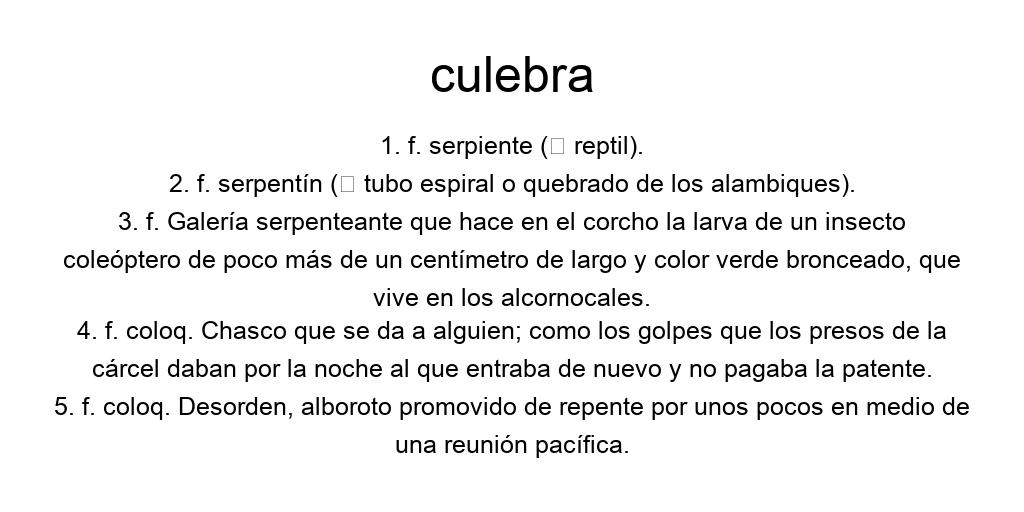 culebra
1. f. serpiente (□ reptil).
2. f. serpentín (□ tubo espiral o quebrado de los alambiques).
3. f. Galería serpenteante que hace en el corcho la larva de un insecto
coleóptero de poco más de un centímetro de largo y color verde bronceado, que
vive en los alcornocales.
4. f. coloq. Chasco que se da a alguien; como los golpes que los presos de la
cárcel daban por la noche al que entraba de nuevo y no pagaba la patente.
5. f. coloq. Desorden, alboroto promovido de repente por unos pocos en medio de
una reunión pacífica.